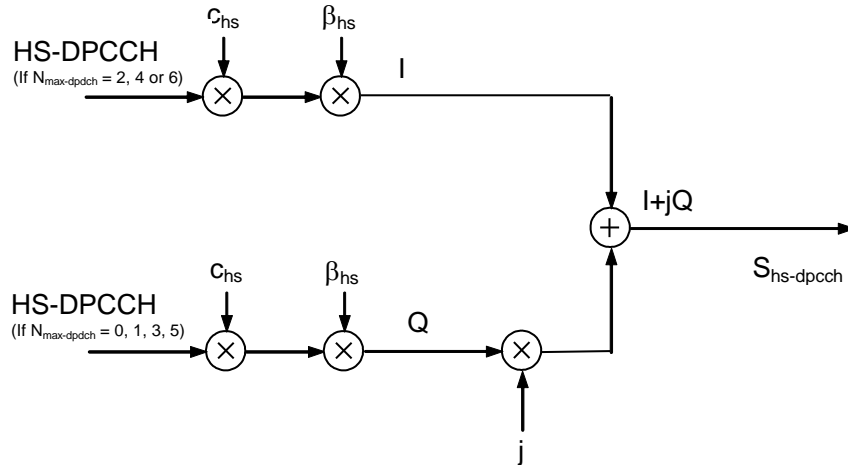 c_hs
β_hs
HS-DPCCH
(If N_max-dpdch = 2, 4 or 6)
I
I+jQ
S_hs-dpcch
c_hs
β_hs
HS-DPCCH
(If N_max-dpdch = 0, 1, 3, 5)
Q
j